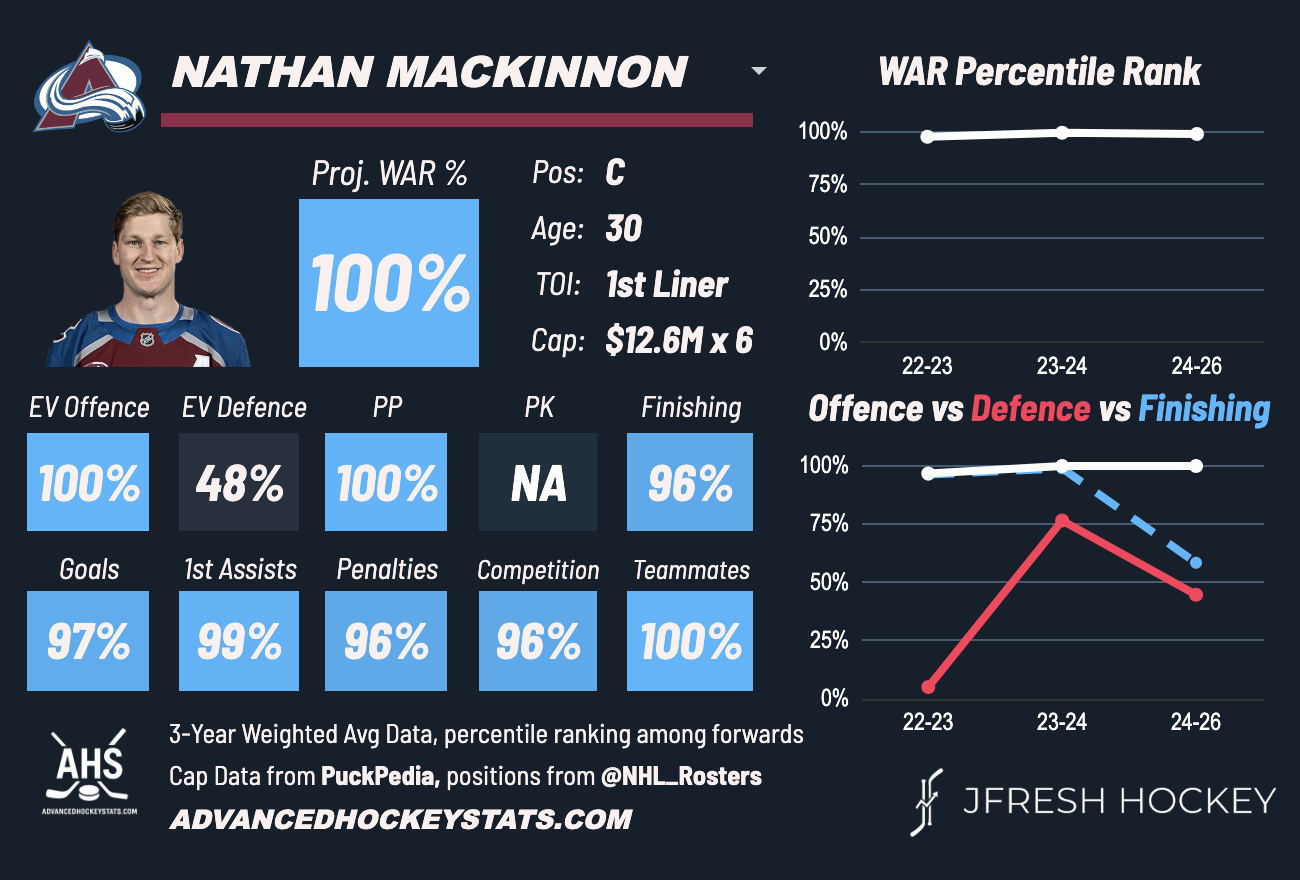 NATHAN MACKINNON
Proj. WAR %
100%
Pos: C
Age: 30
TOI: 1st Liner
Cap: $12.6M x 6
EV Offence EV Defence PP PK Finishing
100% 48% 100% NA 96%
Goals 1st Assists Penalties Competition Teammates
97% 99% 96% 96% 100%
WAR Percentile Rank
100%
75%
50%
25%
0%
22-23 23-24 24-26
Offence vs Defence vs Finishing
100%
75%
50%
25%
0%
22-23 23-24 24-26
AHS
ADVANCEDHOCKEYSTATS.COM
3-Year Weighted Avg Data, percentile ranking among forwards
Cap Data from PuckPedia, positions from @NHL_Rosters
ADVANCEDHOCKEYSTATS.COM
JFRESH HOCKEY